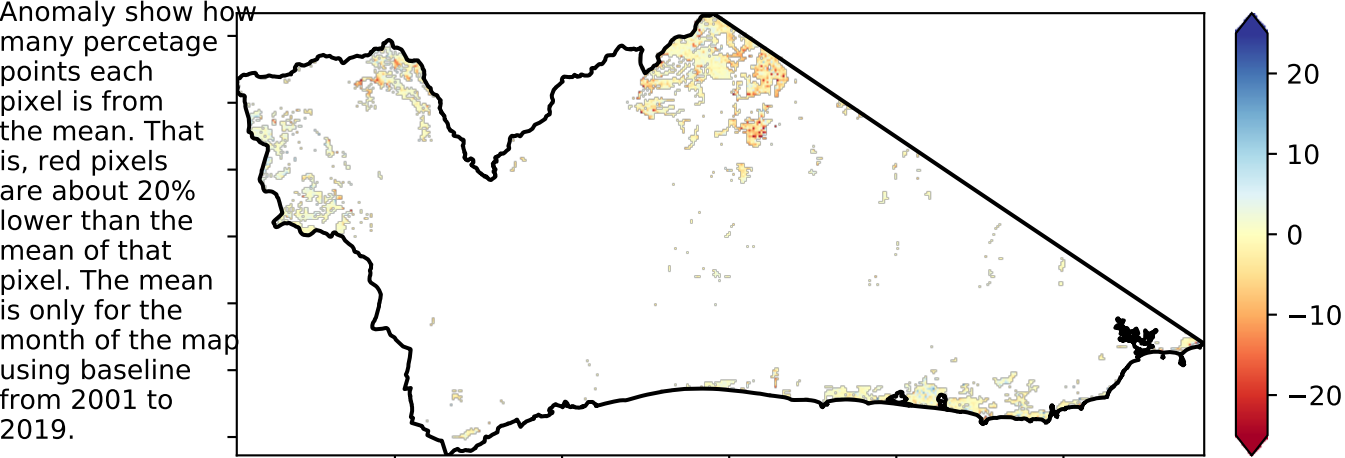 Anomaly show how
many percetage
points each
pixel is from
the mean. That
is, red pixels
are about 20%
lower than the
mean of that
pixel. The mean
is only for the
month of the map
using baseline
from 2001 to
2019.
20
10
0
−10
−20